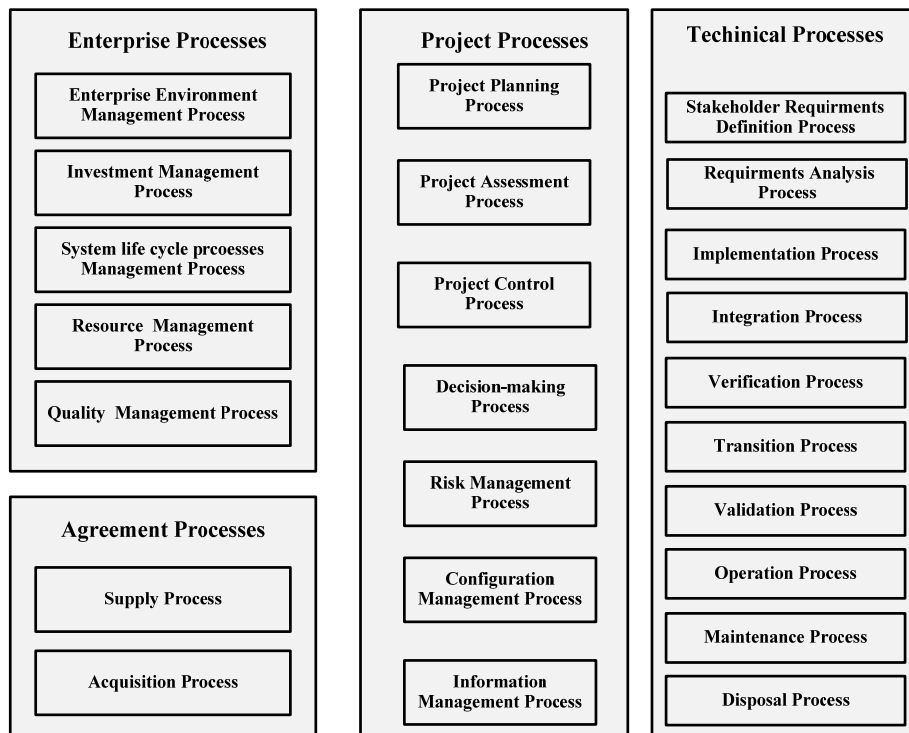 Enterprise Processes
Enterprise Environment
Management Process
Investment Management
Process
System life cycle prcoesses
Management Process
Resource Management
Process
Quality Management Process
Agreement Processes
Supply Process
Acquisition Process
Project Processes
Project Planning
Process
Project Assessment
Process
Project Control
Process
Decision-making
Process
Risk Management
Process
Configuration
Management Process
Information
Management Process
Techinical Processes
Stakeholder Requirments
Definition Process
Requirments Analysis
Process
Implementation Process
Integration Process
Verification Process
Transition Process
Validation Process
Operation Process
Maintenance Process
Disposal Process